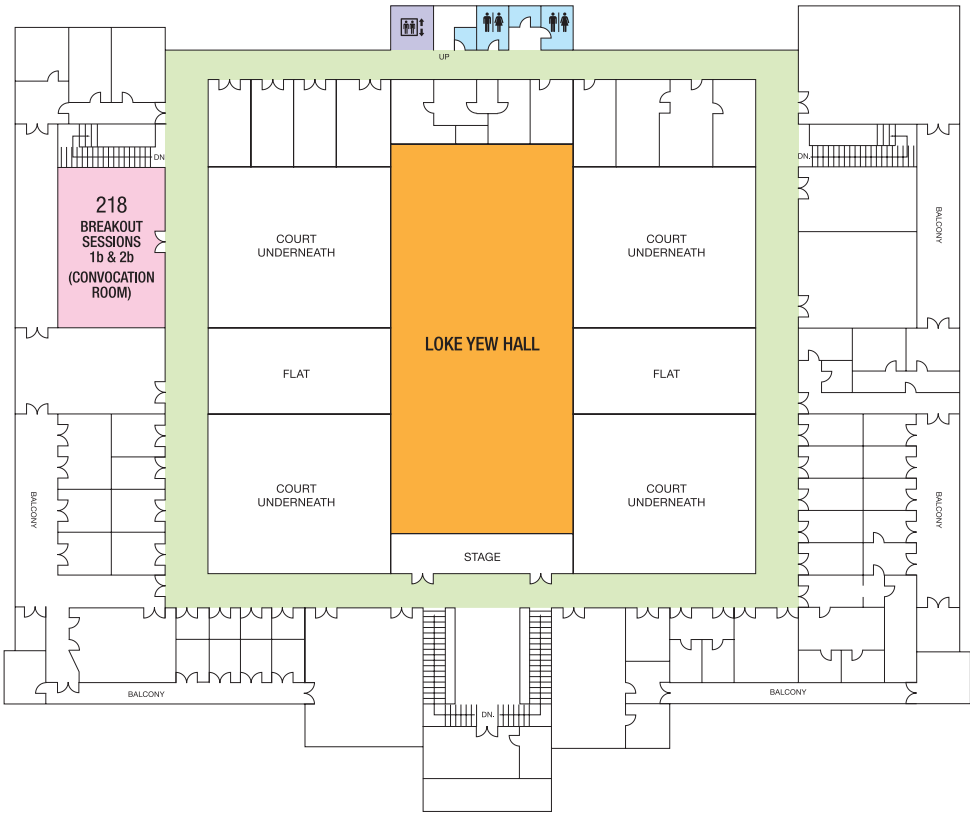 UP
DN
DN.
218
BREAKOUT
SESSIONS
1b & 2b
(CONVOCATION
ROOM)
COURT
UNDERNEATH
COURT
UNDERNEATH
BALCONY
LOKE YEW HALL
FLAT
FLAT
COURT
UNDERNEATH
COURT
UNDERNEATH
BALCONY
BALCONY
STAGE
BALCONY
DN.
BALCONY